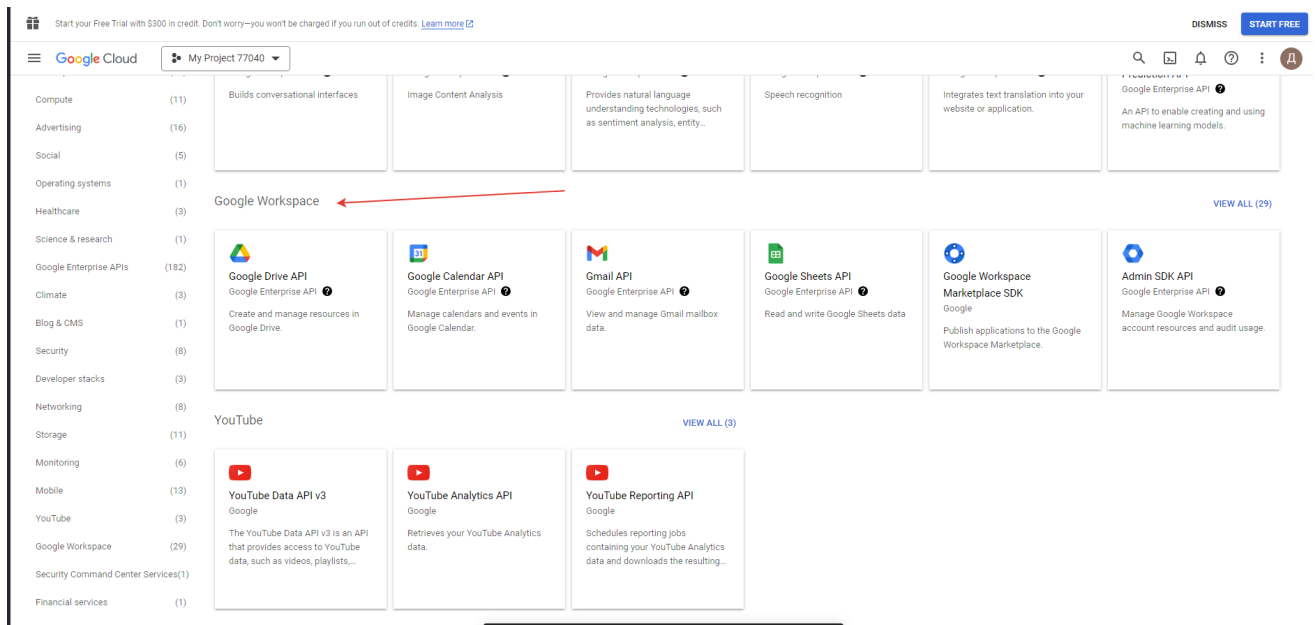 Start your Free Trial with $300 in credit. Don't worry—you won't be charged if you run out of credits. Learn more
DISMISS
START FREE
Google Cloud
My Project 77040
Д
Compute (11)
Advertising (16)
Social (5)
Operating systems (1)
Healthcare (3)
Science & research (1)
Google Enterprise APIs (182)
Climate (3)
Blog & CMS (1)
Security (8)
Developer stacks (3)
Networking (8)
Storage (11)
Monitoring (6)
Mobile (13)
YouTube (3)
Google Workspace (29)
Security Command Center Services(1)
Financial services (1)
Builds conversational interfaces
Image Content Analysis
Provides natural language
understanding technologies, such
as sentiment analysis, entity...
Speech recognition
Integrates text translation into your
website or application.
Prediction API
Google Enterprise API
An API to enable creating and using
machine learning models.
Google Workspace
VIEW ALL (29)
Google Drive API
Google Enterprise API
Create and manage resources in
Google Drive.
31
Google Calendar API
Google Enterprise API
Manage calendars and events in
Google Calendar.
Gmail API
Google Enterprise API
View and manage Gmail mailbox
data.
Google Sheets API
Google Enterprise API
Read and write Google Sheets data
Google Workspace
Marketplace SDK
Google
Publish applications to the Google
Workspace Marketplace.
Admin SDK API
Google Enterprise API
Manage Google Workspace
account resources and audit usage.
YouTube
VIEW ALL (3)
YouTube Data API v3
Google
The YouTube Data API v3 is an API
that provides access to YouTube
data, such as videos, playlists,...
YouTube Analytics API
Google
Retrieves your YouTube Analytics
data.
YouTube Reporting API
Google
Schedules reporting jobs
containing your YouTube Analytics
data and downloads the resulting...